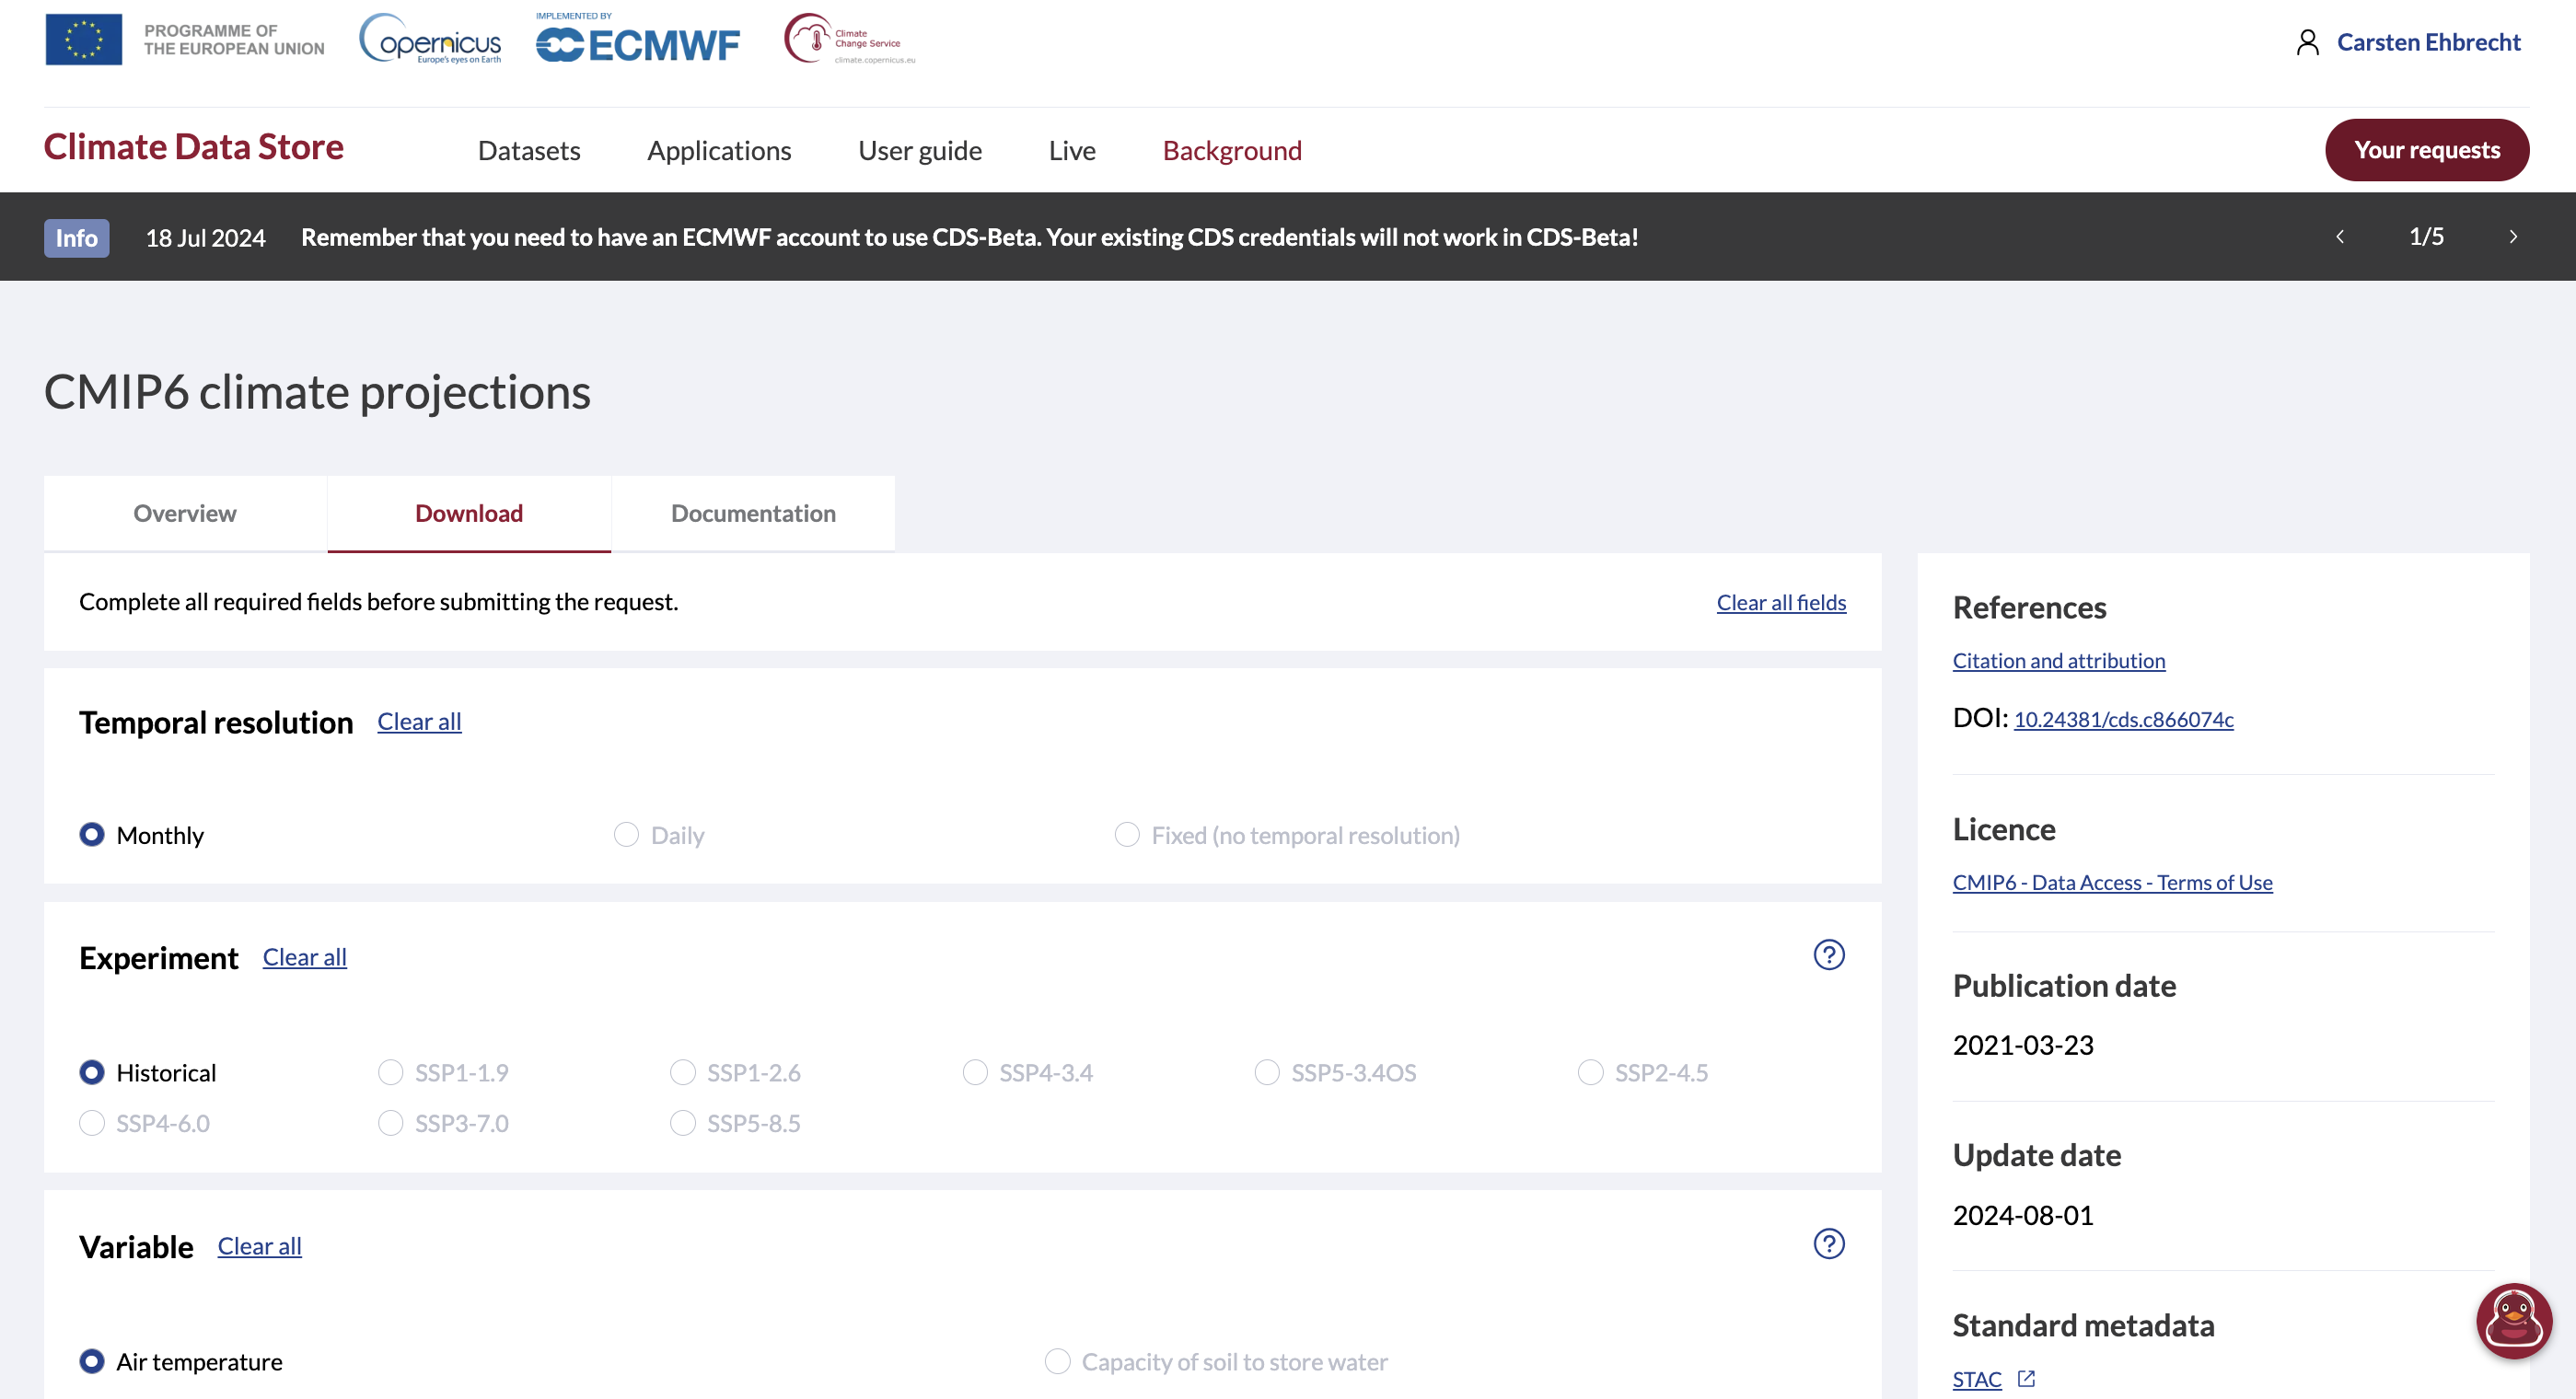 PROGRAMME OF
THE EUROPEAN UNION
opernicus
Europe's eyes on Earth
IMPLEMENTED BY
ECMWF
Climate
Change Service
climate.copernicus.eu
Carsten Ehbrecht
Climate Data Store
Datasets
Applications
User guide
Live
Background
Your requests
Info
18 Jul 2024
Remember that you need to have an ECMWF account to use CDS-Beta. Your existing CDS credentials will not work in CDS-Beta!
1/5
CMIP6 climate projections
Overview
Download
Documentation
Complete all required fields before submitting the request.
Clear all fields
Temporal resolution
Clear all
Monthly
Daily
Fixed (no temporal resolution)
Experiment
Clear all
?
Historical
SSP1-1.9
SSP1-2.6
SSP4-3.4
SSP5-3.4OS
SSP2-4.5
SSP4-6.0
SSP3-7.0
SSP5-8.5
Variable
Clear all
?
Air temperature
Capacity of soil to store water
References
Citation and attribution
DOI: 10.24381/cds.c866074c
Licence
CMIP6 - Data Access - Terms of Use
Publication date
2021-03-23
Update date
2024-08-01
Standard metadata
STAC